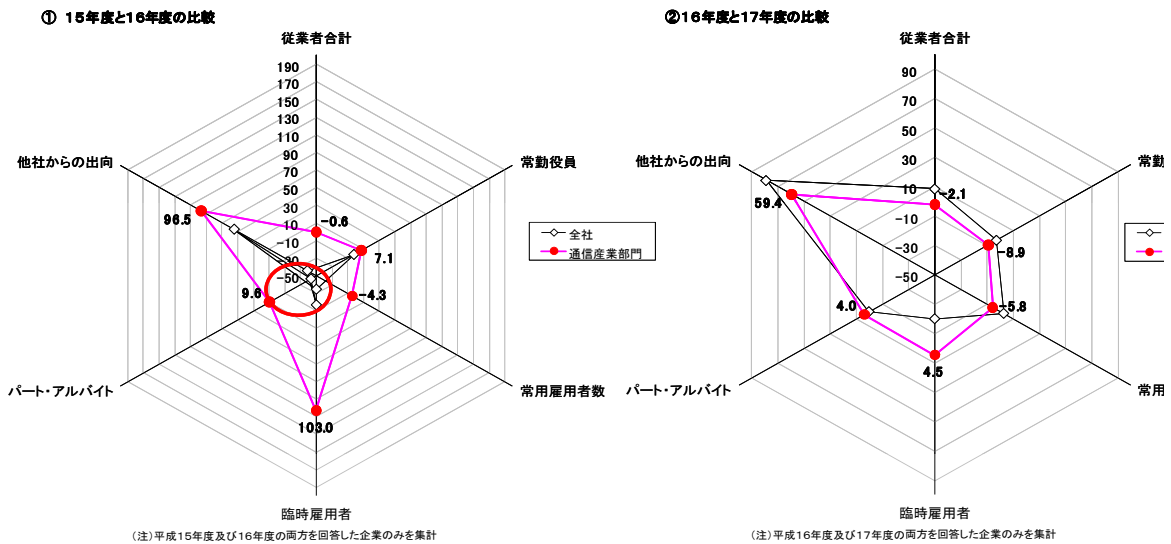 ① 15年度と16年度の比較
従業者合計
190
170
150
130
110
90
70
50
30
10
-10
-30
-50
他社からの出向
常勤役員
96.5
-0.6
7.1
全社
通信産業部門
9.6
-4.3
パート・アルバイト
常用雇用者数
103.0
臨時雇用者
(注)平成15年度及び16年度の両方を回答した企業のみを集計
②16年度と17年度の比較
従業者合計
90
70
50
30
10
-10
-30
-50
他社からの出向
常勤
59.4
-2.1
-8.9
4.0
-5.8
パート・アルバイト
常用
4.5
臨時雇用者
(注)平成16年度及び17年度の両方を回答した企業のみを集計